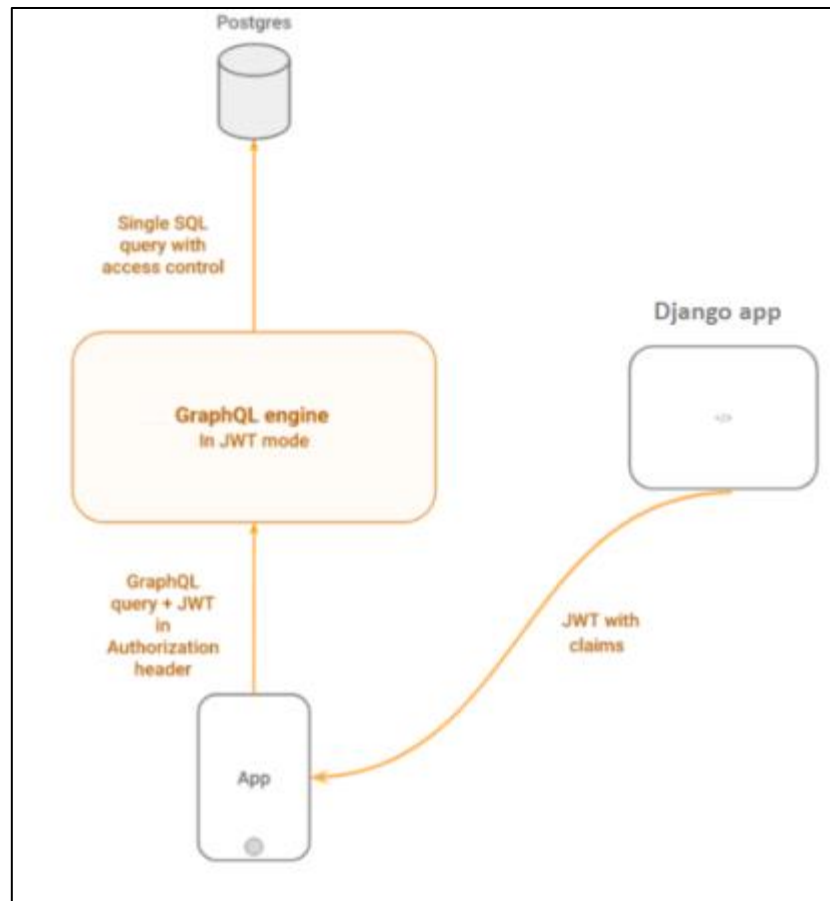 Postgres
Single SQL
query with
access control
Django app
GraphQL engine
In JWT mode
</>
GraphQL
query + JWT
in
Authorization
header
JWT with
claims
App